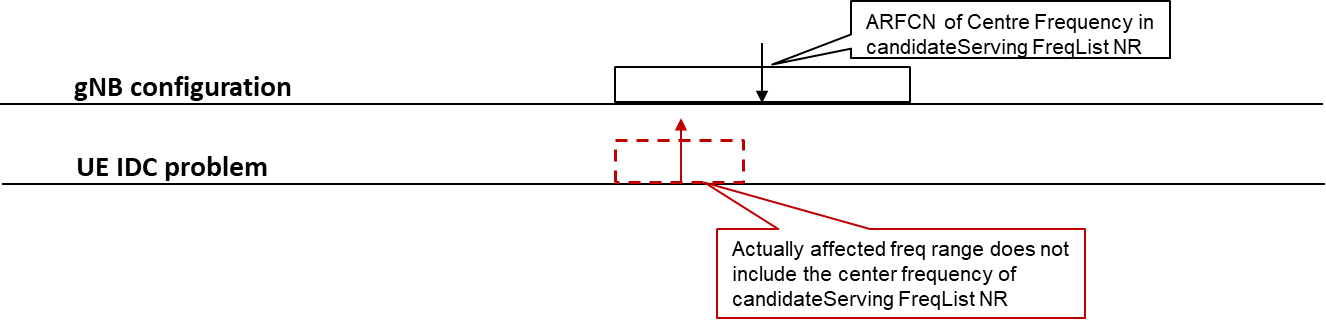 ARFCN of Centre Frequency in
candidateServing FreqList NR
gNB configuration
UE IDC problem
Actually affected freq range does not
include the center frequency of
candidateServing FreqList NR